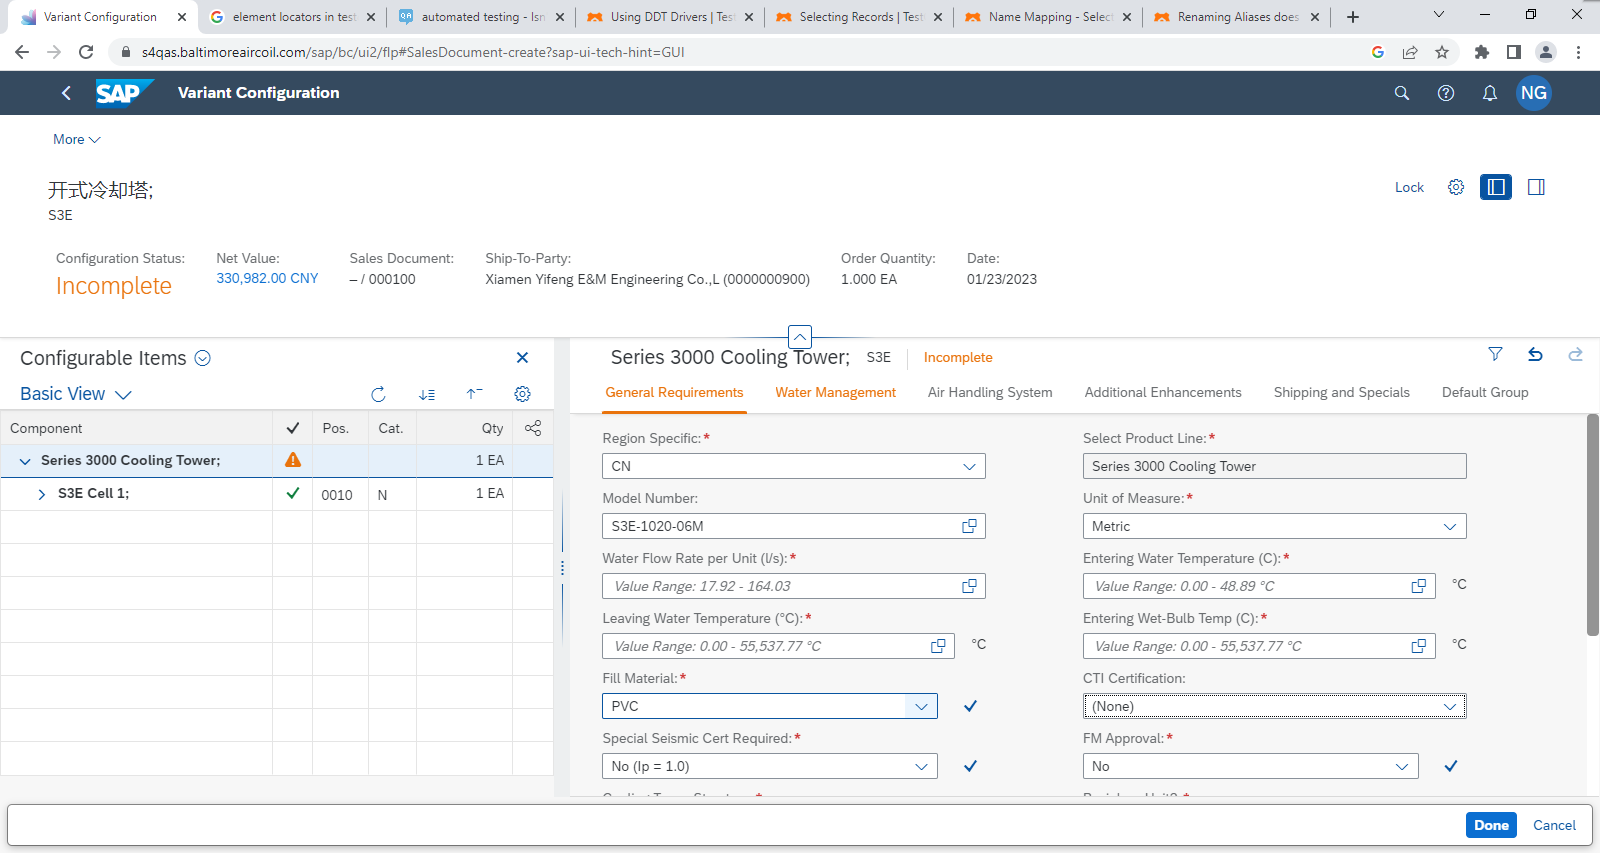 Variant Configuration
element locators in test
automated testing - Isn
Using DDT Drivers | Test
Selecting Records | Test
Name Mapping - Select
Renaming Aliases does
s4qas.baltimoreaircoil.com/sap/bc/ui2/flp#SalesDocument-create?sap-ui-tech-hint=GUI
SAP Variant Configuration
NG
More
开式冷却塔;
S3E
Lock
Configuration Status: Net Value: Sales Document: Ship-To-Party: Order Quantity: Date:
Incomplete 330,982.00 CNY – / 000100 Xiamen Yifeng E&M Engineering Co.,L (0000000900) 1.000 EA 01/23/2023
Configurable Items
Basic View
Component Pos. Cat. Qty
Series 3000 Cooling Tower; 1 EA
S3E Cell 1; 0010 N 1 EA
Series 3000 Cooling Tower; S3E Incomplete
General Requirements Water Management Air Handling System Additional Enhancements Shipping and Specials Default Group
Region Specific:* Select Product Line:*
CN Series 3000 Cooling Tower
Model Number: Unit of Measure:*
S3E-1020-06M Metric
Water Flow Rate per Unit (l/s):* Entering Water Temperature (C):*
Value Range: 17.92 - 164.03 Value Range: 0.00 - 48.89 °C °C
Leaving Water Temperature (°C):* Entering Wet-Bulb Temp (C):*
Value Range: 0.00 - 55,537.77 °C °C Value Range: 0.00 - 55,537.77 °C °C
Fill Material:* CTI Certification:
PVC (None)
Special Seismic Cert Required:* FM Approval:*
No (Ip = 1.0) No
Done Cancel